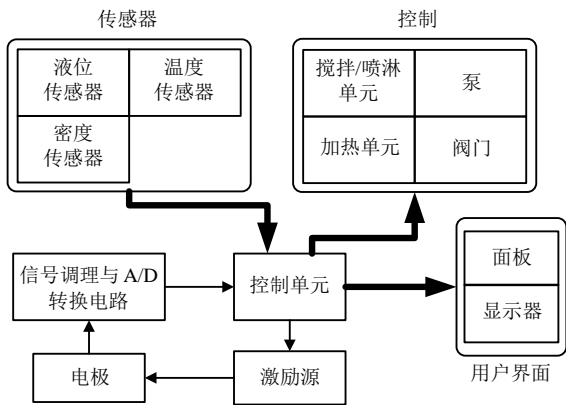 传感器
液位
传感器
温度
传感器
密度
传感器
控制
搅拌/喷淋
单元
泵
加热单元
阀门
信号调理与 A/D
转换电路
控制单元
面板
显示器
用户界面
电极
激励源